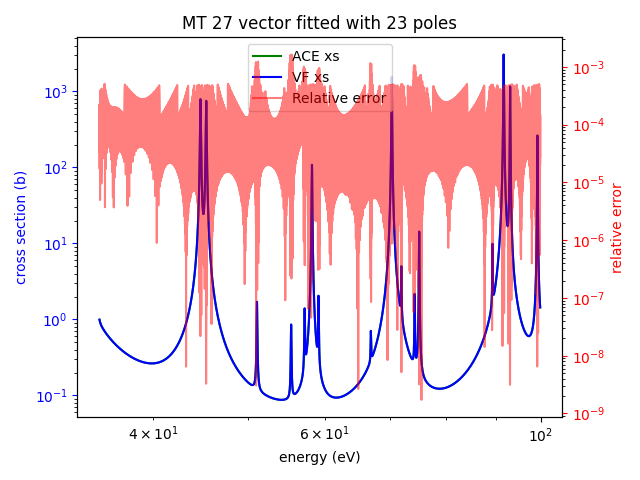 MT 27 vector fitted with 23 poles
ACE xs
VF xs
Relative error
cross section (b)
10³
10²
10¹
10⁰
10⁻¹
10⁻³
10⁻⁴
10⁻⁵
10⁻⁶
10⁻⁷
10⁻⁸
10⁻⁹
relative error
4 × 10¹
6 × 10¹
10²
energy (eV)